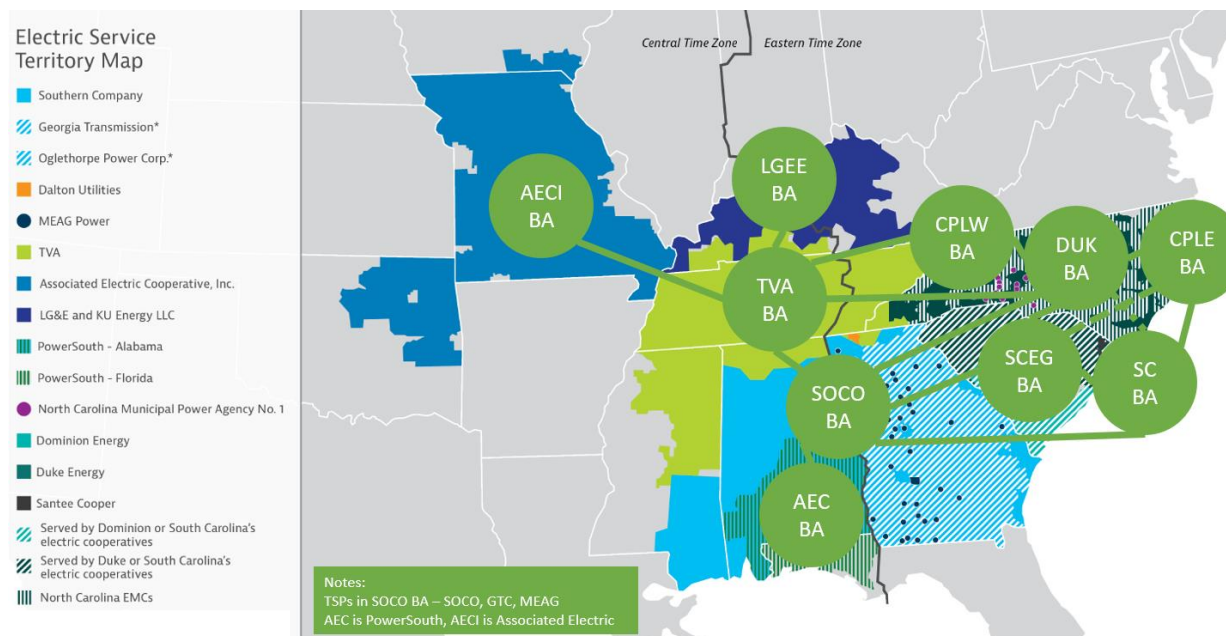 Electric Service
Territory Map
Southern Company
Georgia Transmission*
Oglethorpe Power Corp.*
Dalton Utilities
MEAG Power
TVA
Associated Electric Cooperative, Inc.
LG&E and KU Energy LLC
PowerSouth - Alabama
PowerSouth - Florida
North Carolina Municipal Power Agency No. 1
Dominion Energy
Duke Energy
Santee Cooper
Served by Dominion or South Carolina's
electric cooperatives
Served by Duke or South Carolina's
electric cooperatives
North Carolina EMCs
Central Time Zone
Eastern Time Zone
AECI
BA
LGEE
BA
CPLW
BA
DUK
BA
CPLE
BA
TVA
BA
SOCO
BA
SCEG
BA
SC
BA
AEC
BA
Notes:
TSPs in SOCO BA – SOCO, GTC, MEAG
AEC is PowerSouth, AECI is Associated Electric